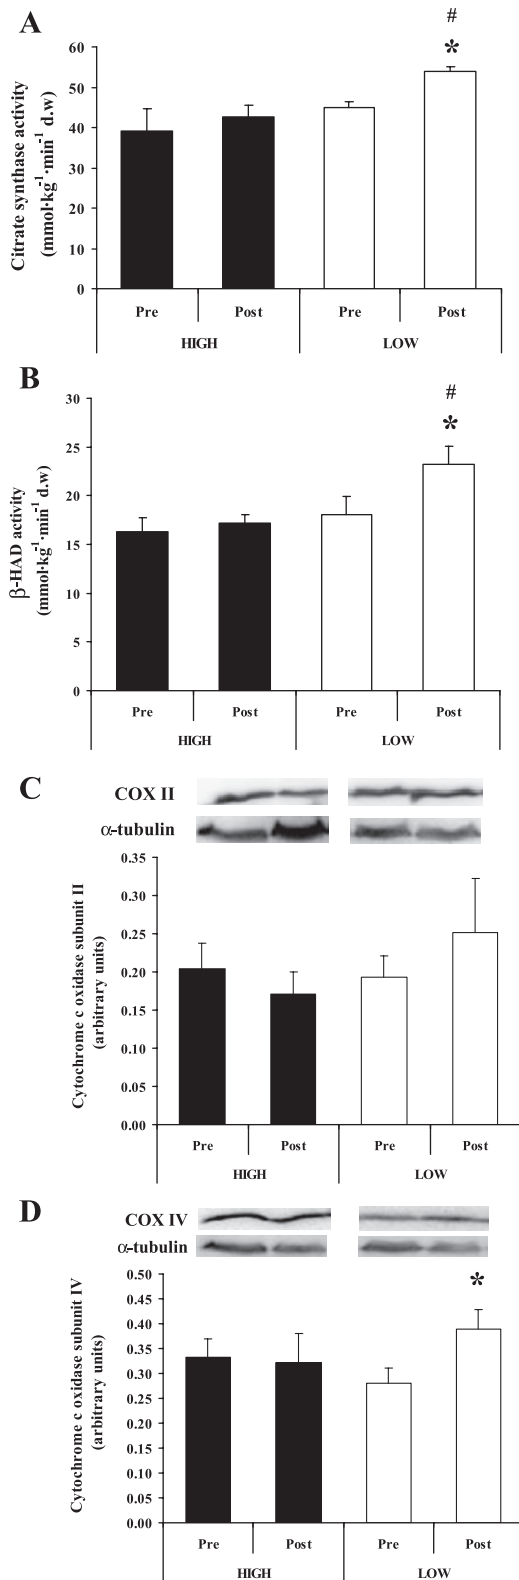 A
#
*
Citrate synthase activity
(mmol·kg⁻¹·min⁻¹ d.w)
60
50
40
30
20
10
0
Pre Post Pre Post
HIGH LOW
B
#
*
β-HAD activity
(mmol·kg⁻¹·min⁻¹ d.w)
30
25
20
15
10
5
0
Pre Post Pre Post
HIGH LOW
C
COX II
α-tubulin
Cytochrome c oxidase subunit II
(arbitrary units)
0.35
0.30
0.25
0.20
0.15
0.10
0.05
0.00
Pre Post Pre Post
HIGH LOW
D
COX IV
α-tubulin
*
Cytochrome c oxidase subunit IV
(arbitrary units)
0.50
0.45
0.40
0.35
0.30
0.25
0.20
0.15
0.10
0.05
0.00
Pre Post Pre Post
HIGH LOW